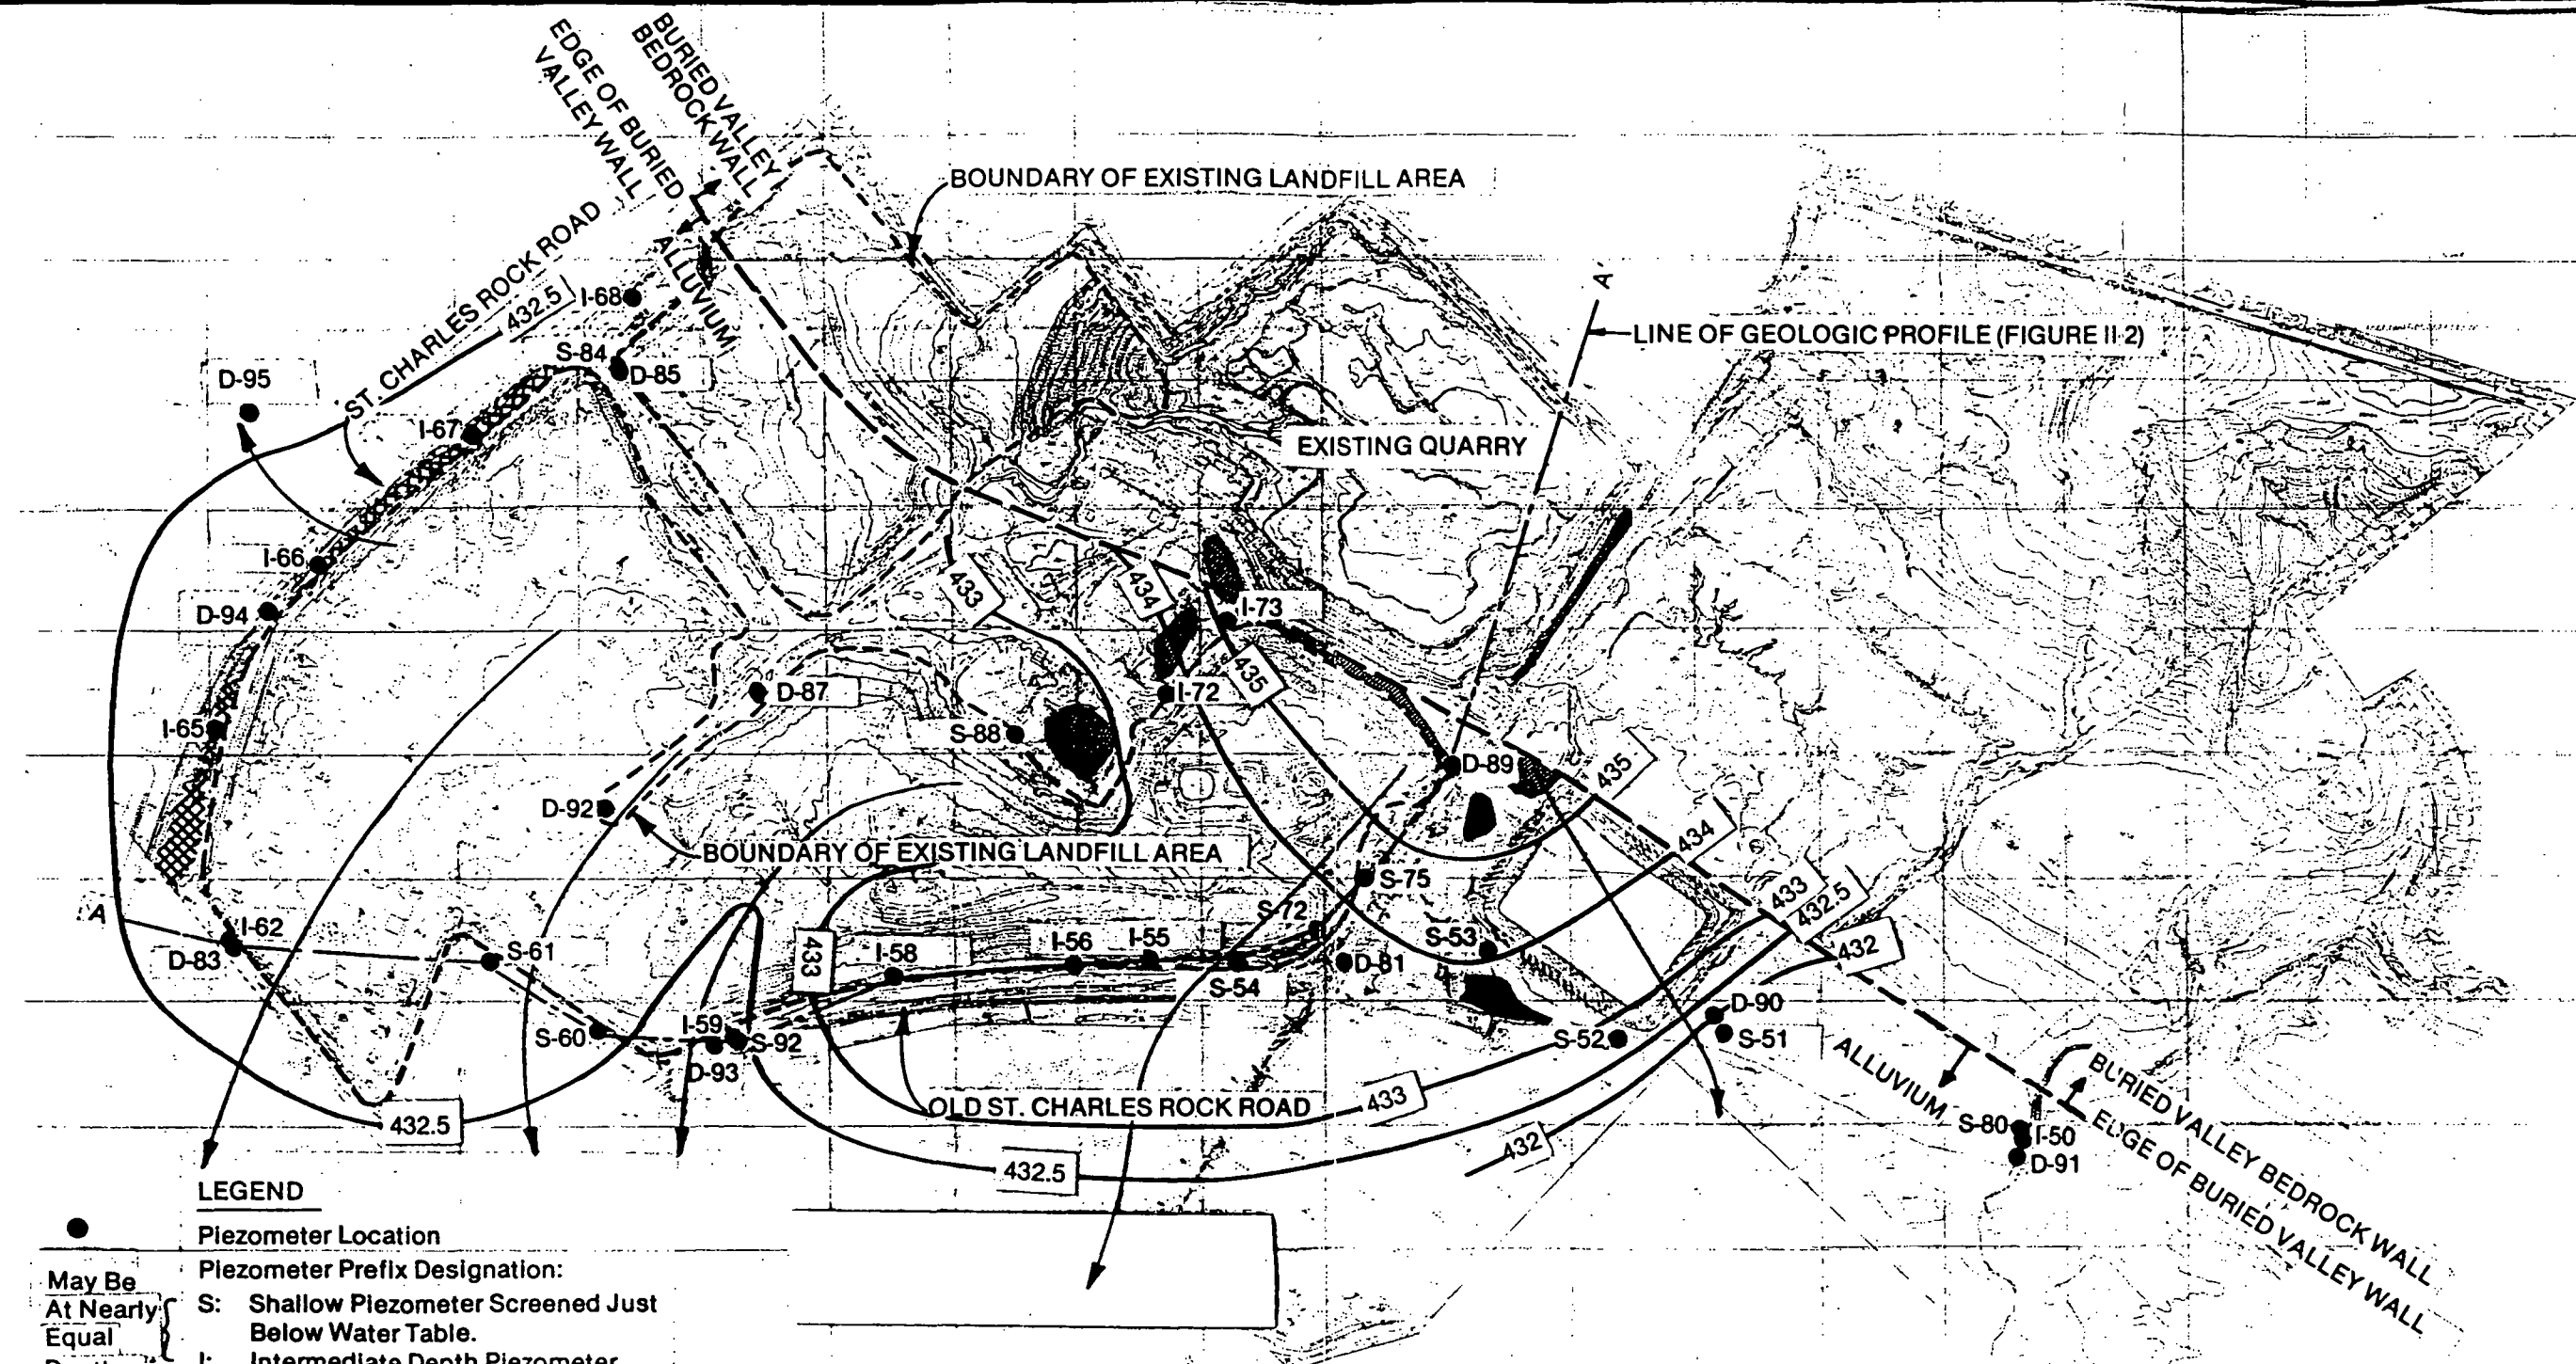 EDGE OF BURIED
VALLEY WALL
BURIED VALLEY
BEDROCK WALL
BOUNDARY OF EXISTING LANDFILL AREA
ST. CHARLES ROCK ROAD
432.5
I-68
ALLUVIUM
A'
LINE OF GEOLOGIC PROFILE (FIGURE II-2)
S-84
D-85
D-95
I-67
EXISTING QUARRY
I-66
433
434
I-73
D-94
435
I-72
D-87
I-65
S-88
D-89
435
D-92
BOUNDARY OF EXISTING LANDFILL AREA
434
S-75
433
432.5
A
S-72
I-62
S-61
433
I-58
I-56
I-55
S-53
432
D-83
D-81
S-54
D-90
I-59
S-60
S-92
S-52
S-51
D-93
ALLUVIUM
BURIED VALLEY BEDROCK WALL
EDGE OF BURIED VALLEY WALL
OLD ST. CHARLES ROCK ROAD
433
432.5
S-80
I-50
432
D-91
432.5
LEGEND
Piezometer Location
Piezometer Prefix Designation:
May Be
At Nearly
Equal
S: Shallow Piezometer Screened Just
Below Water Table.
I: Intermediate Depth Piezometer